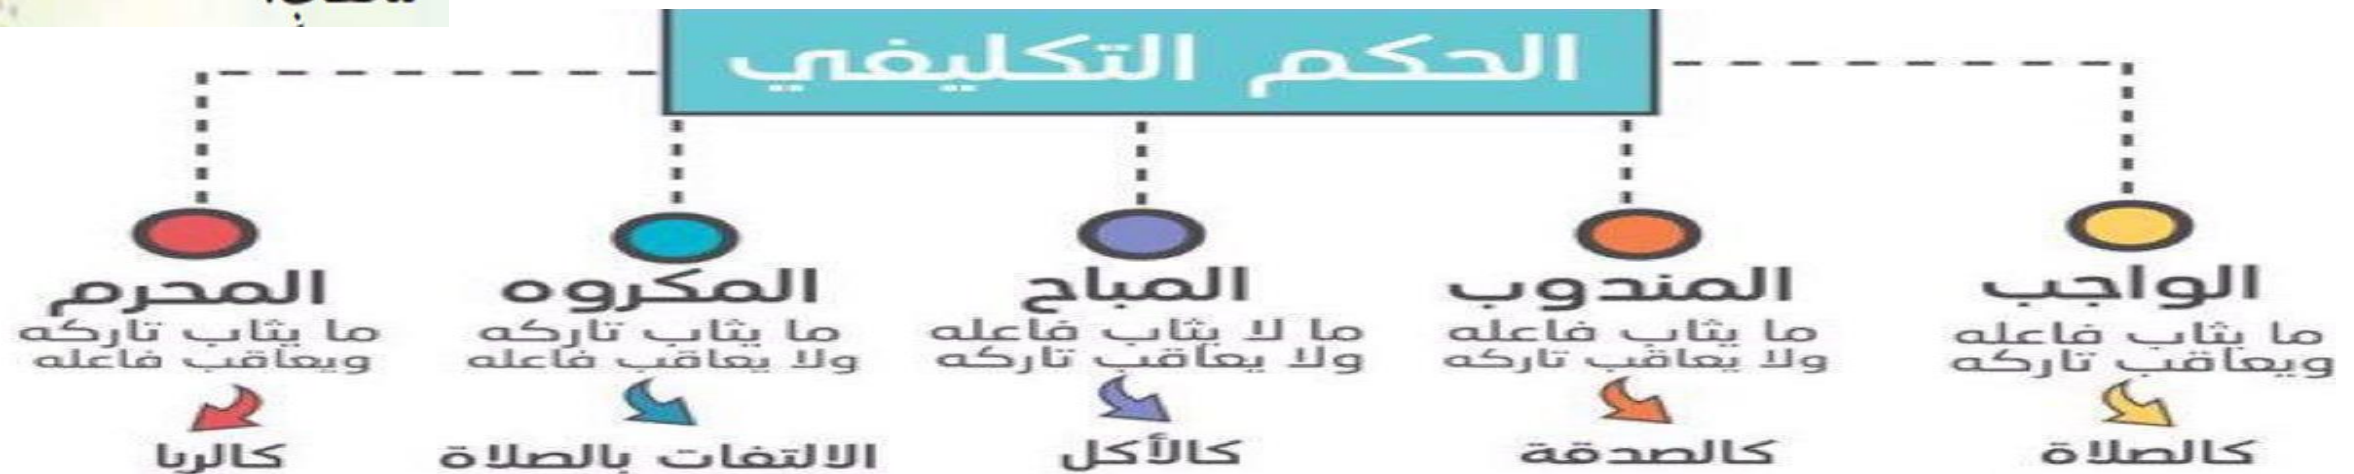 الحكم التكليفي
الواجب
ما يثاب فاعله
ويعاقب تاركه
كالصلاة
المندوب
ما يثاب فاعله
ولا يعاقب تاركه
كالصدقة
المباح
ما لا يثاب فاعله
ولا يعاقب تاركه
كالأكل
المكروه
ما يثاب تاركه
ولا يعاقب فاعله
الالتفات بالصلاة
المحرم
ما يثاب تاركه
ويعاقب فاعله
كالربا